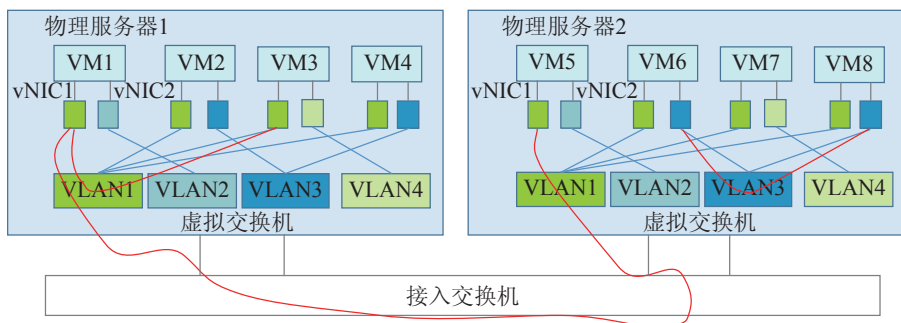 物理服务器1
VM1 VM2 VM3 VM4
vNIC1 vNIC2
VLAN1 VLAN2 VLAN3 VLAN4
虚拟交换机
物理服务器2
VM5 VM6 VM7 VM8
vNIC1 vNIC2
VLAN1 VLAN2 VLAN3 VLAN4
虚拟交换机
接入交换机